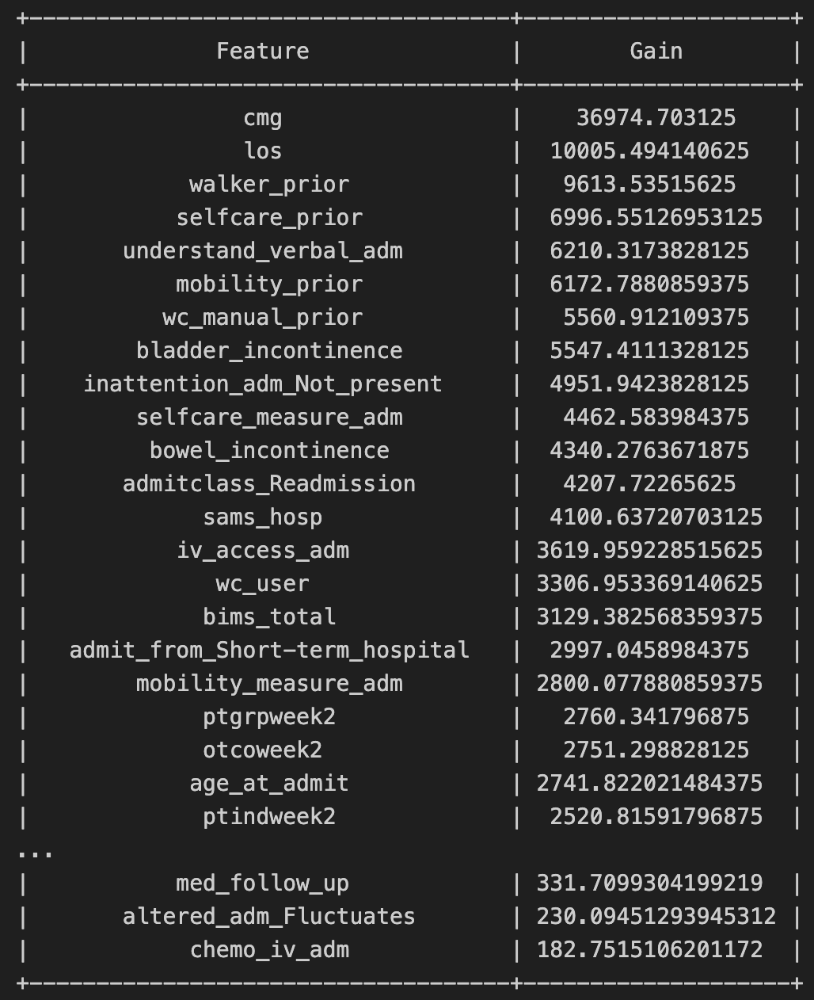 +------------------------------------+--------------------+
| Feature | Gain |
+------------------------------------+--------------------+
| cmg | 36974.703125 |
| los | 10005.494140625 |
| walker_prior | 9613.53515625 |
| selfcare_prior | 6996.55126953125 |
| understand_verbal_adm | 6210.3173828125 |
| mobility_prior | 6172.7880859375 |
| wc_manual_prior | 5560.912109375 |
| bladder_incontinence | 5547.4111328125 |
| inattention_adm_Not_present | 4951.9423828125 |
| selfcare_measure_adm | 4462.583984375 |
| bowel_incontinence | 4340.2763671875 |
| admitclass_Readmission | 4207.72265625 |
| sams_hosp | 4100.63720703125 |
| iv_access_adm | 3619.959228515625 |
| wc_user | 3306.953369140625 |
| bims_total | 3129.382568359375 |
| admit_from_Short-term_hospital | 2997.0458984375 |
| mobility_measure_adm | 2800.077880859375 |
| ptgrpweek2 | 2760.341796875 |
| otcoweek2 | 2751.298828125 |
| age_at_admit | 2741.822021484375 |
| ptindweek2 | 2520.81591796875 |
...
| med_follow_up | 331.7099304199219 |
| altered_adm_Fluctuates | 230.09451293945312 |
| chemo_iv_adm | 182.7515106201172 |
+------------------------------------+--------------------+